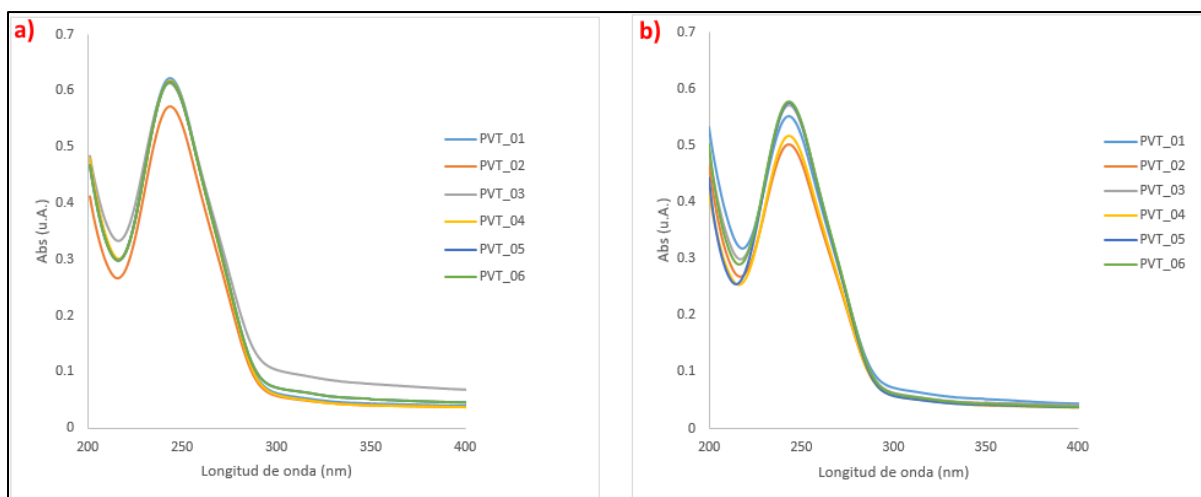 a)
0.7
0.6
0.5
0.4
0.3
0.2
0.1
0
Abs (u.A.)
200
250
300
350
400
Longitud de onda (nm)
PVT_01
PVT_02
PVT_03
PVT_04
PVT_05
PVT_06
b)
0.7
0.6
0.5
0.4
0.3
0.2
0.1
0
Abs (u.A.)
200
250
300
350
400
Longitud de onda (nm)
PVT_01
PVT_02
PVT_03
PVT_04
PVT_05
PVT_06